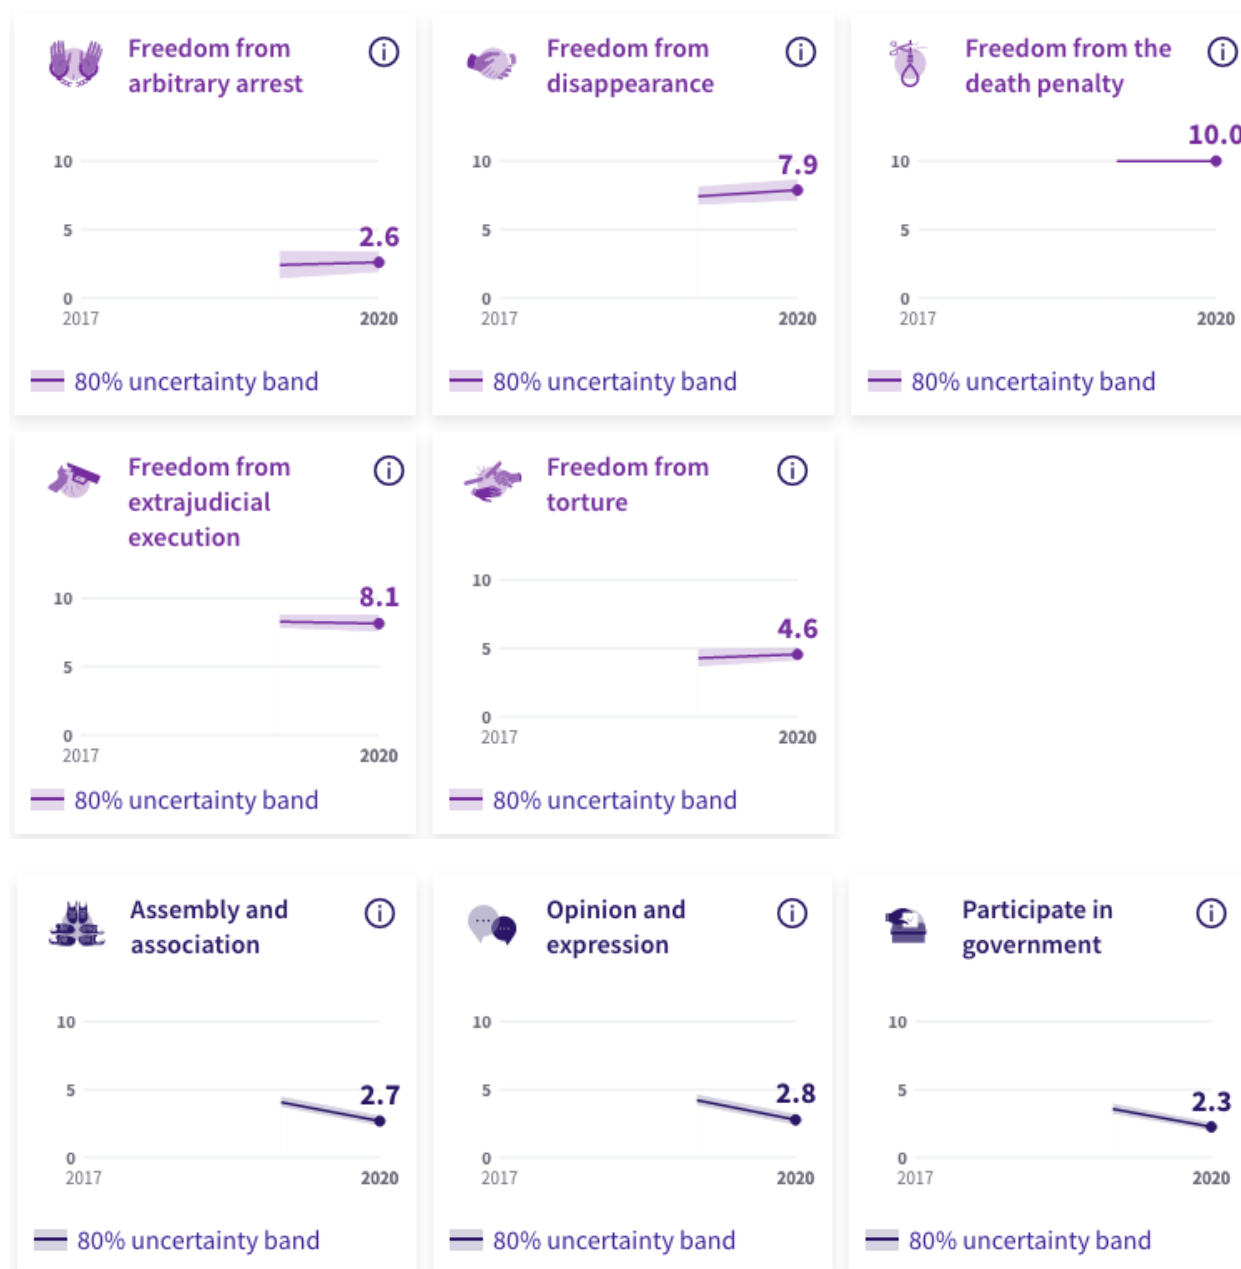 Freedom from
arbitrary arrest
10
5
0
2.6
2017
2020
80% uncertainty band
Freedom from
disappearance
10
5
0
7.9
2017
2020
80% uncertainty band
Freedom from the
death penalty
10
5
0
10.0
2017
2020
80% uncertainty band
Freedom from
extrajudicial
execution
10
5
0
8.1
2017
2020
80% uncertainty band
Freedom from
torture
10
5
0
4.6
2017
2020
80% uncertainty band
Assembly and
association
10
5
0
2.7
2017
2020
80% uncertainty band
Opinion and
expression
10
5
0
2.8
2017
2020
80% uncertainty band
Participate in
government
10
5
0
2.3
2017
2020
80% uncertainty band